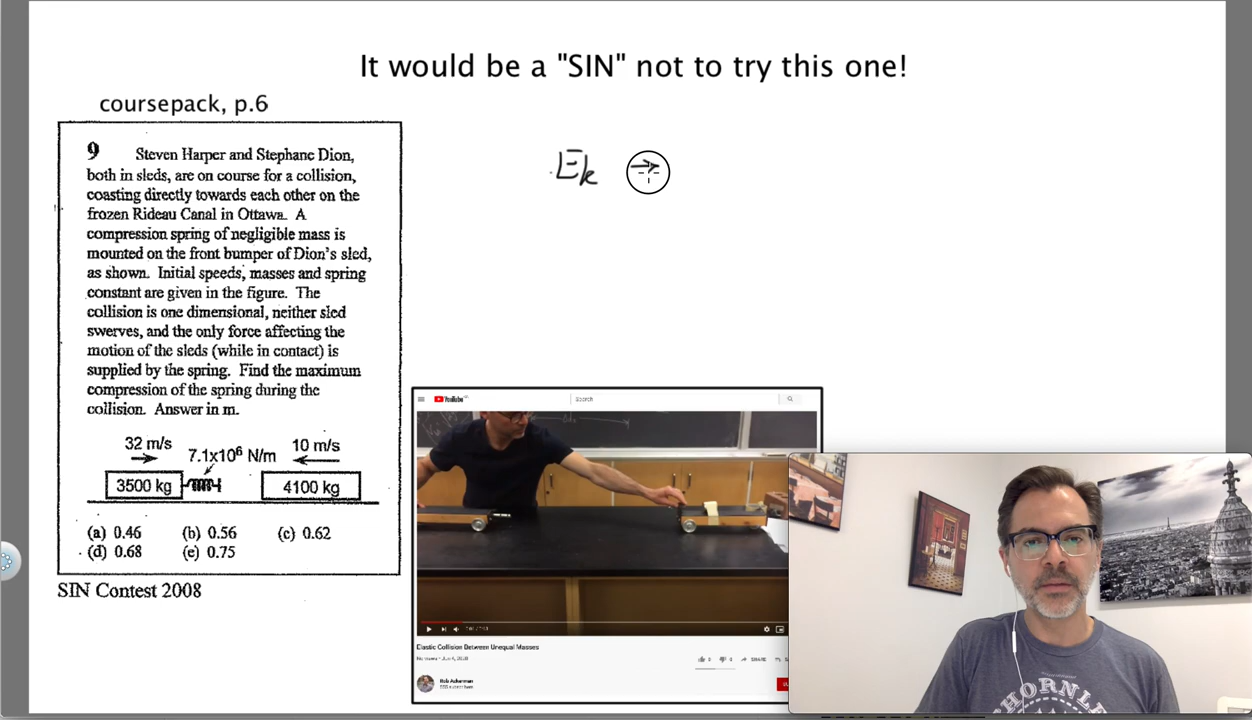 It would be a "SIN" not to try this one!
coursepack, p.6
9 Steven Harper and Stephane Dion,
both in sleds, are on course for a collision,
coasting directly towards each other on the
frozen Rideau Canal in Ottawa. A
compression spring of negligible mass is
mounted on the front bumper of Dion's sled,
as shown. Initial speeds, masses and spring
constant are given in the figure. The
collision is one dimensional, neither sled
swerves, and the only force affecting the
motion of the sleds (while in contact) is
supplied by the spring. Find the maximum
compression of the spring during the
collision. Answer in m.
32 m/s
7.1x10⁶ N/m
10 m/s
3500 kg
4100 kg
(a) 0.46 (b) 0.56 (c) 0.62
(d) 0.68 (e) 0.75
SIN Contest 2008
Ek →
YouTube
Search
Elastic Collision Between Unequal Masses
SHARE
Rob Ackerman
THORNL